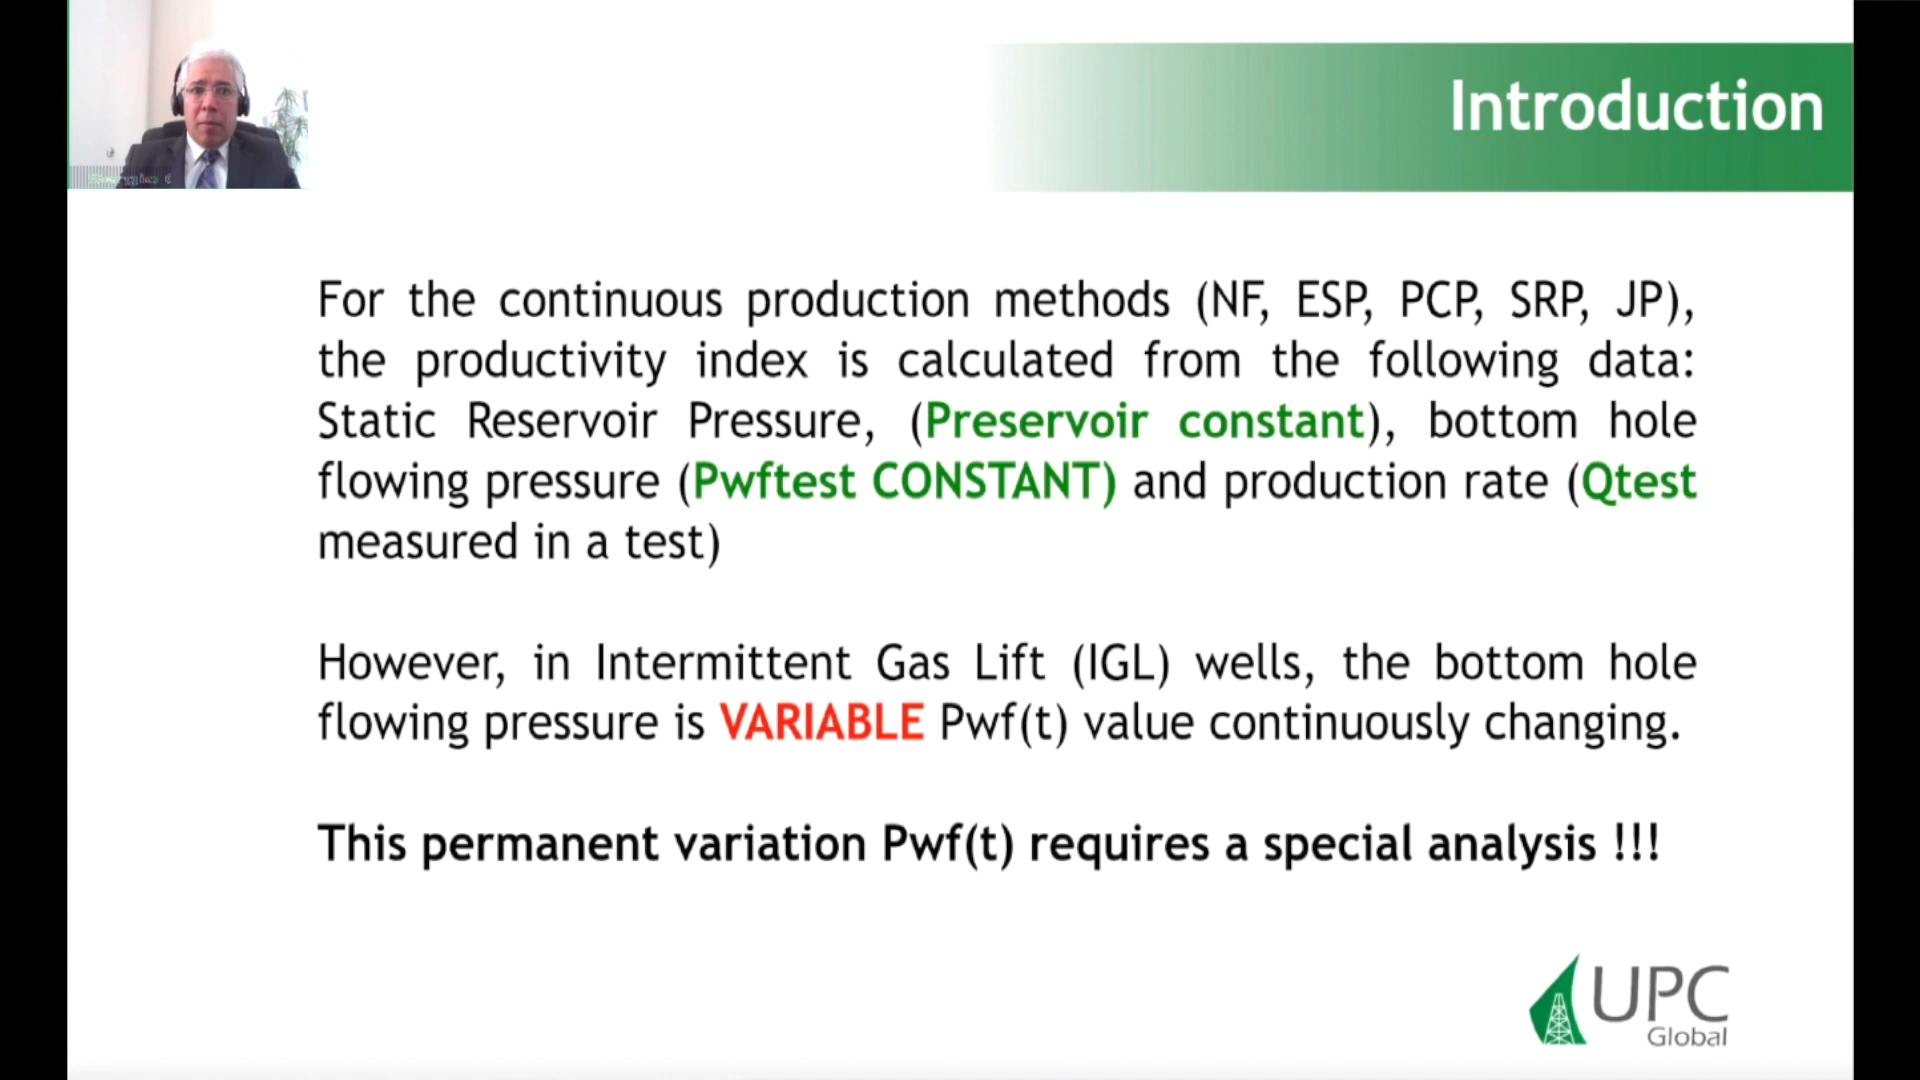 Introduction
For the continuous production methods (NF, ESP, PCP, SRP, JP),
the productivity index is calculated from the following data:
Static Reservoir Pressure, (Preservoir constant), bottom hole
flowing pressure (Pwftest CONSTANT) and production rate (Qtest
measured in a test)
However, in Intermittent Gas Lift (IGL) wells, the bottom hole
flowing pressure is VARIABLE Pwf(t) value continuously changing.
This permanent variation Pwf(t) requires a special analysis !!!
UPC
Global